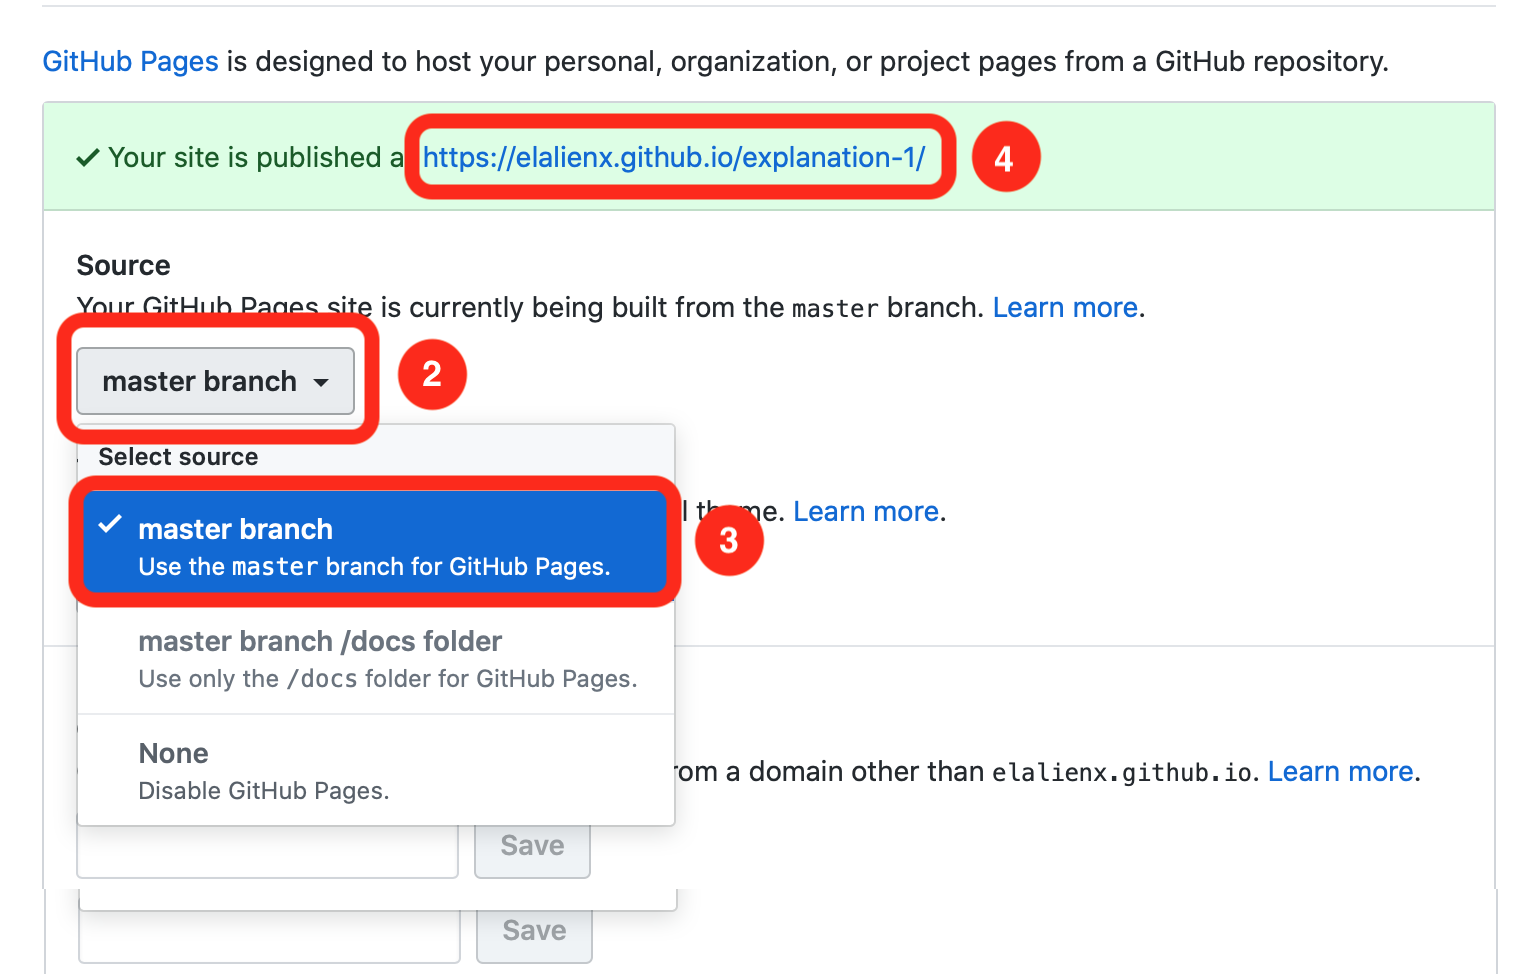 GitHub Pages is designed to host your personal, organization, or project pages from a GitHub repository.
Your site is published a https://elalienx.github.io/explanation-1/ 4
Source
Your GitHub Pages site is currently being built from the master branch. Learn more.
master branch 2
Select source
. Learn more.
master branch 3
Use the master branch for GitHub Pages.
master branch /docs folder
Use only the /docs folder for GitHub Pages.
None
om a domain other than elalienx.github.io. Learn more.
Disable GitHub Pages.
Save
Save